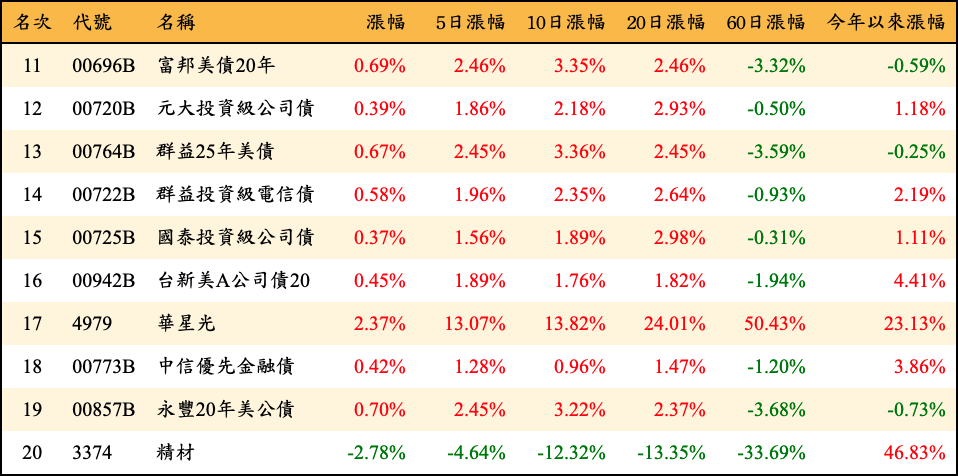 名次 代號 名稱 漲幅 5日漲幅 10日漲幅 20日漲幅 60日漲幅 今年以來漲幅
11 00696B 富邦美債20年 0.69% 2.46% 3.35% 2.46% -3.32% -0.59%
12 00720B 元大投資級公司債 0.39% 1.86% 2.18% 2.93% -0.50% 1.18%
13 00764B 群益25年美債 0.67% 2.45% 3.36% 2.45% -3.59% -0.25%
14 00722B 群益投資級電信債 0.58% 1.96% 2.35% 2.64% -0.93% 2.19%
15 00725B 國泰投資級公司債 0.37% 1.56% 1.89% 2.98% -0.31% 1.11%
16 00942B 台新美A公司債20 0.45% 1.89% 1.76% 1.82% -1.94% 4.41%
17 4979 華星光 2.37% 13.07% 13.82% 24.01% 50.43% 23.13%
18 00773B 中信優先金融債 0.42% 1.28% 0.96% 1.47% -1.20% 3.86%
19 00857B 永豐20年美公債 0.70% 2.45% 3.22% 2.37% -3.68% -0.73%
20 3374 精材 -2.78% -4.64% -12.32% -13.35% -33.69% 46.83%